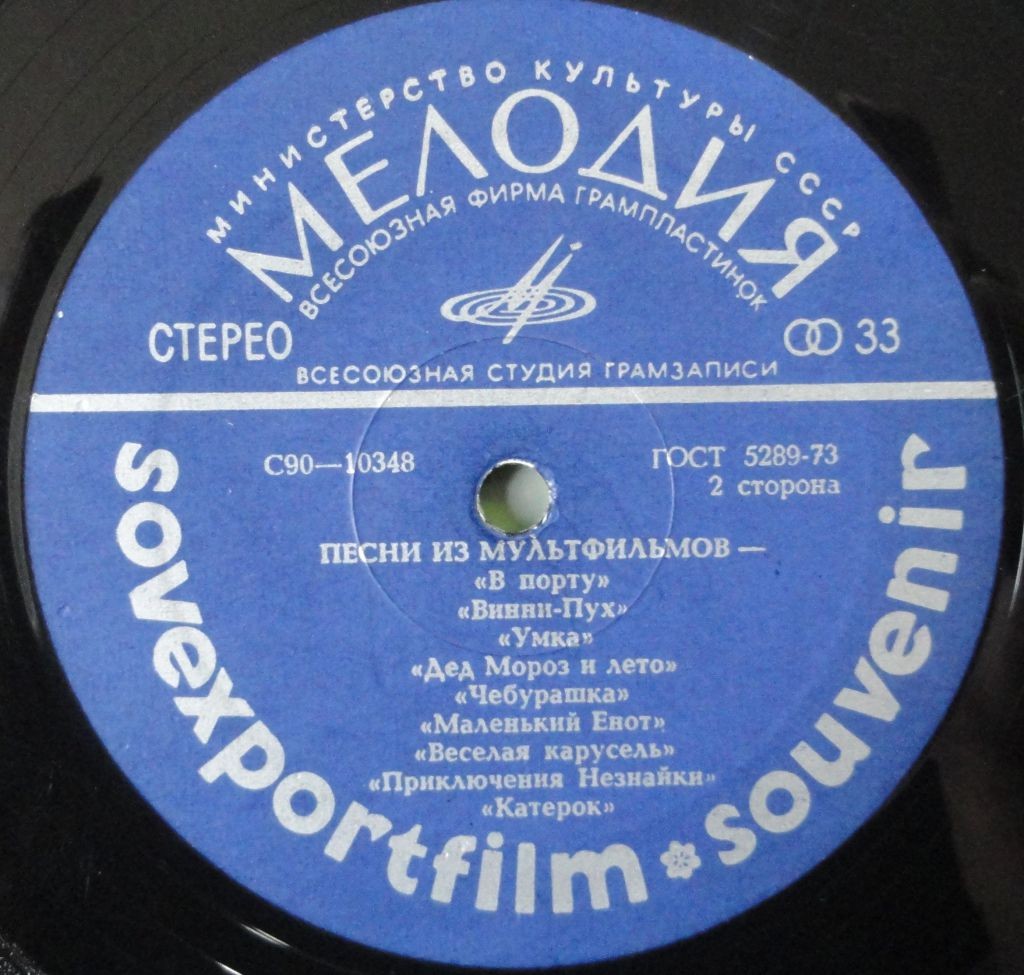 МИНИСТЕРСТВО КУЛЬТУРЫ СССР
МЕЛОДИЯ
ВСЕСОЮЗНАЯ ФИРМА ГРАМПЛАСТИНОК
СТЕРЕО
33
ВСЕСОЮЗНАЯ СТУДИЯ ГРАМЗАПИСИ
С90—10348
ГОСТ 5289-73
2 сторона
ПЕСНИ ИЗ МУЛЬТФИЛЬМОВ —
«В порту»
«Винни-Пух»
«Умка»
«Дед Мороз и лето»
«Чебурашка»
«Маленький Енот»
«Веселая карусель»
«Приключения Незнайки»
«Катерок»
sovexportfilm souvenir